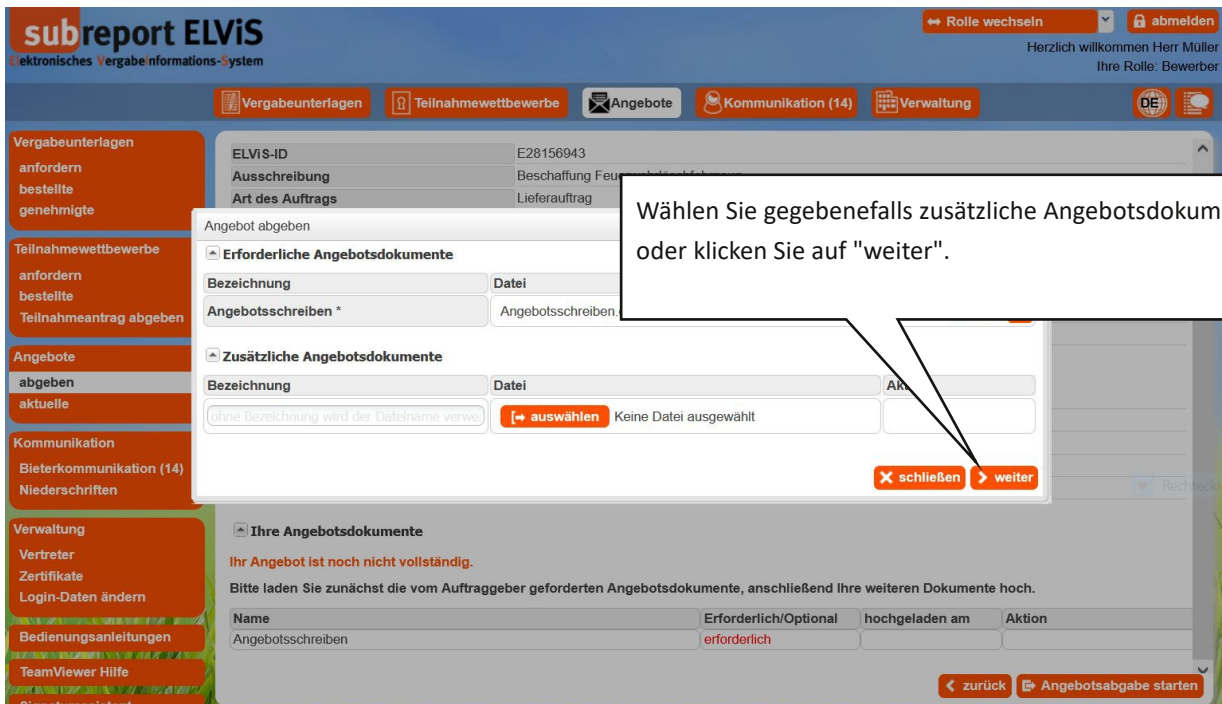 subreport ELViS
Elektronisches VergabeInformations-System
Rolle wechseln
abmelden
Herzlich willkommen Herr Müller
Ihre Rolle: Bewerber
Vergabeunterlagen
Teilnahmewettbewerbe
Angebote
Kommunikation (14)
Verwaltung
DE
Vergabeunterlagen
anfordern
bestellte
genehmigte
Teilnahmewettbewerbe
anfordern
bestellte
Teilnahmeantrag abgeben
Angebote
abgeben
aktuelle
Kommunikation
Bieterkommunikation (14)
Niederschriften
Verwaltung
Vertreter
Zertifikate
Login-Daten ändern
Bedienungsanleitungen
TeamViewer Hilfe
ELViS-ID E28156943
Ausschreibung Beschaffung
Art des Auftrags Lieferauftrag
Wählen Sie gegebenefalls zusätzliche Angebotsdokum
oder klicken Sie auf "weiter".
Angebot abgeben
Erforderliche Angebotsdokumente
Bezeichnung Datei
Angebotsschreiben * Angebotsschreiben.
Zusätzliche Angebotsdokumente
Bezeichnung Datei Ak
ohne Bezeichnung wird der Dateiname verwe
auswählen Keine Datei ausgewählt
schließen weiter
Ihre Angebotsdokumente
Ihr Angebot ist noch nicht vollständig.
Bitte laden Sie zunächst die vom Auftraggeber geforderten Angebotsdokumente, anschließend Ihre weiteren Dokumente hoch.
Name Erforderlich/Optional hochgeladen am Aktion
Angebotsschreiben erforderlich
zurück Angebotsabgabe starten